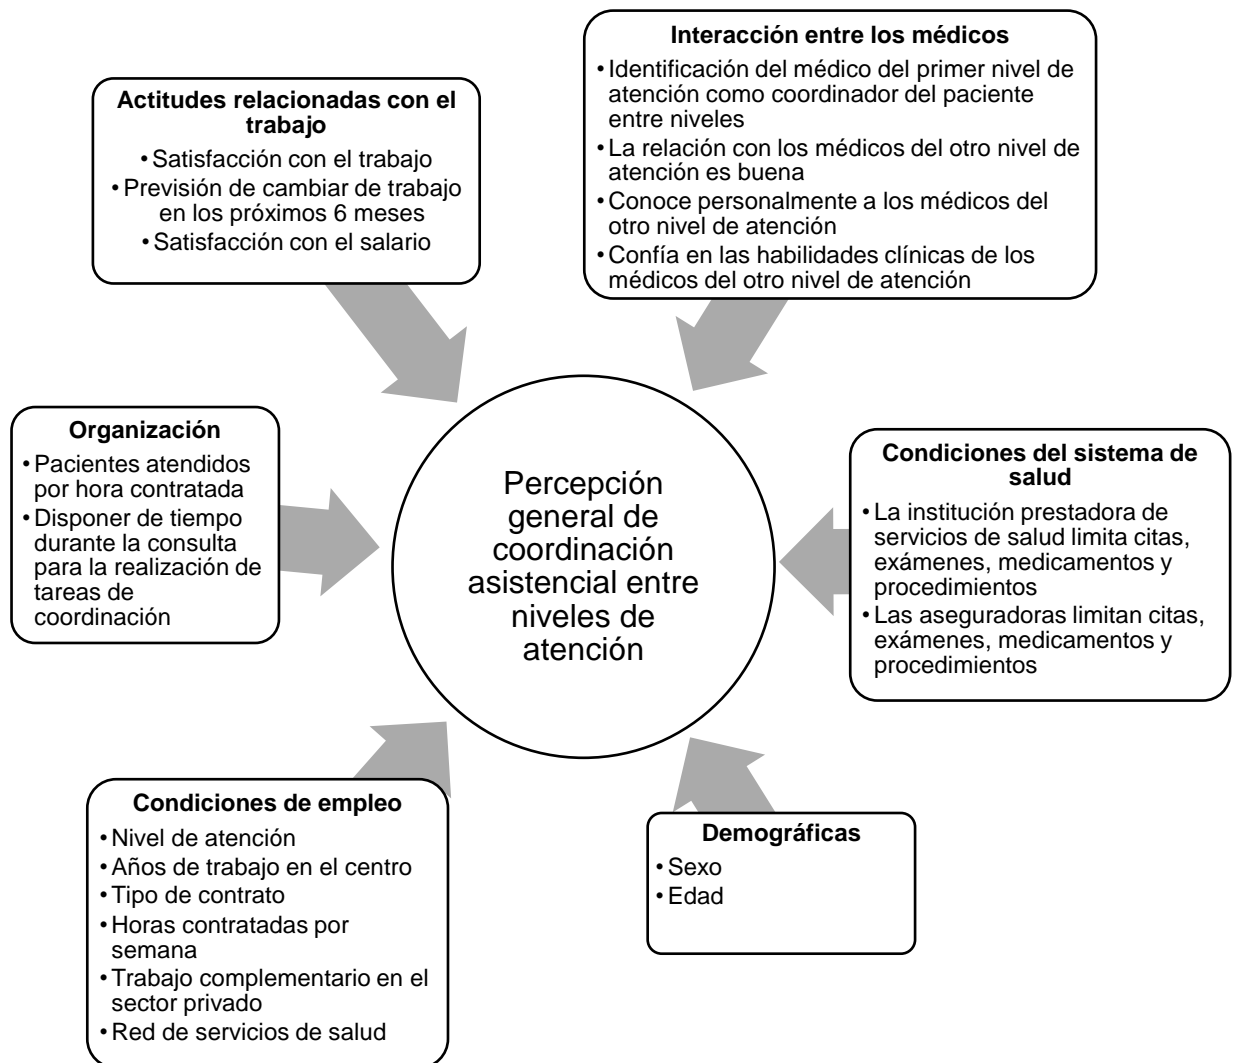 Interacción entre los médicos
• Identificación del médico del primer nivel de
atención como coordinador del paciente
entre niveles
• La relación con los médicos del otro nivel de
atención es buena
• Conoce personalmente a los médicos del
otro nivel de atención
• Confía en las habilidades clínicas de los
médicos del otro nivel de atención
Actitudes relacionadas con el
trabajo
• Satisfacción con el trabajo
• Previsión de cambiar de trabajo
en los próximos 6 meses
• Satisfacción con el salario
Organización
• Pacientes atendidos
por hora contratada
• Disponer de tiempo
durante la consulta
para la realización de
tareas de
coordinación
Percepción
general de
coordinación
asistencial entre
niveles de
atención
Condiciones del sistema de
salud
• La institución prestadora de
servicios de salud limita citas,
exámenes, medicamentos y
procedimientos
• Las aseguradoras limitan citas,
exámenes, medicamentos y
procedimientos
Condiciones de empleo
• Nivel de atención
• Años de trabajo en el centro
• Tipo de contrato
• Horas contratadas por
semana
• Trabajo complementario en el
sector privado
• Red de servicios de salud
Demográficas
• Sexo
• Edad